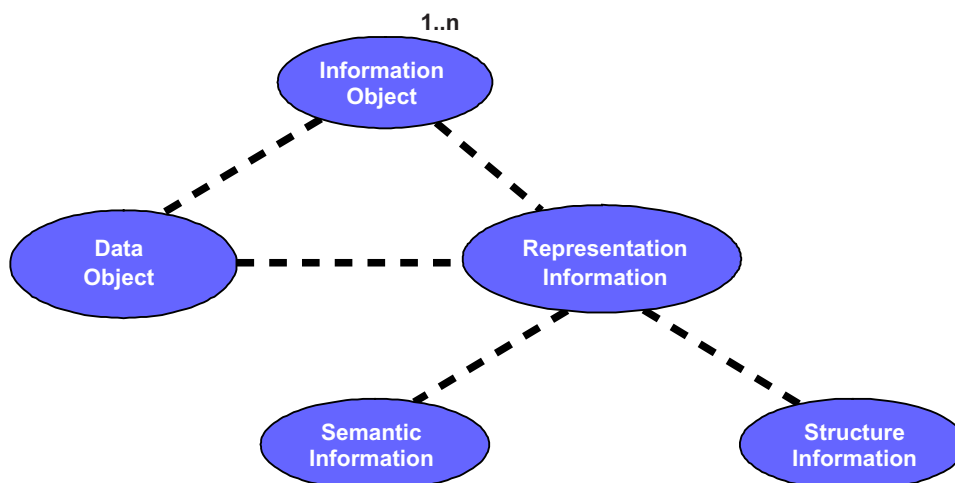 1..n
Information
Object
Data
Object
Representation
Information
Semantic
Information
Structure
Information